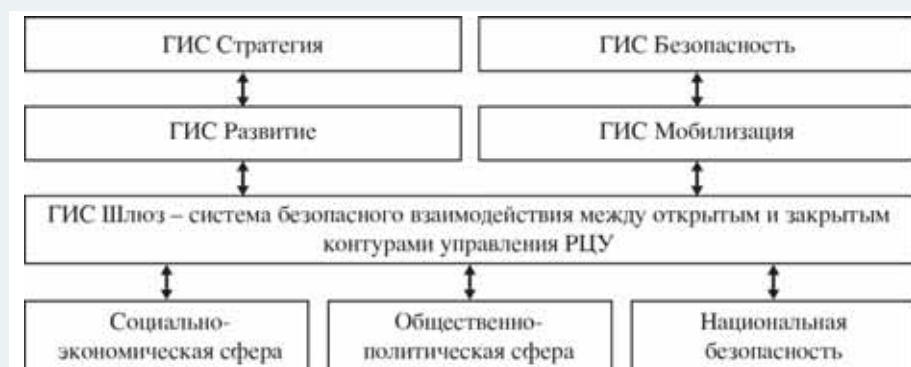 ГИС Стратегия
ГИС Безопасность
ГИС Развитие
ГИС Мобилизация
ГИС Шлюз – система безопасного взаимодействия между открытым и закрытым
контурами управления РЦУ
Социально-
экономическая сфера
Общественно-
политическая сфера
Национальная
безопасность